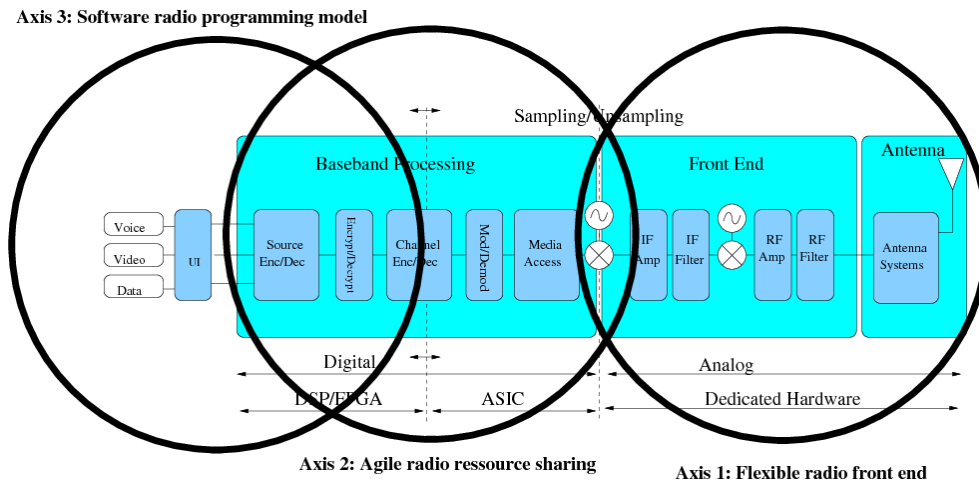 Axis 3: Software radio programming model
Sampling/Upsampling
Baseband Processing
Front End
Antenna
Voice
Video
Data
UI
Source
Enc/Dec
Encrypt/Decrypt
Channel
Enc/Dec
Mod/Demod
Media
Access
IF
Amp
IF
Filter
RF
Amp
RF
Filter
Antenna
Systems
Digital
Analog
DSP/FPGA
ASIC
Dedicated Hardware
Axis 2: Agile radio ressource sharing
Axis 1: Flexible radio front end